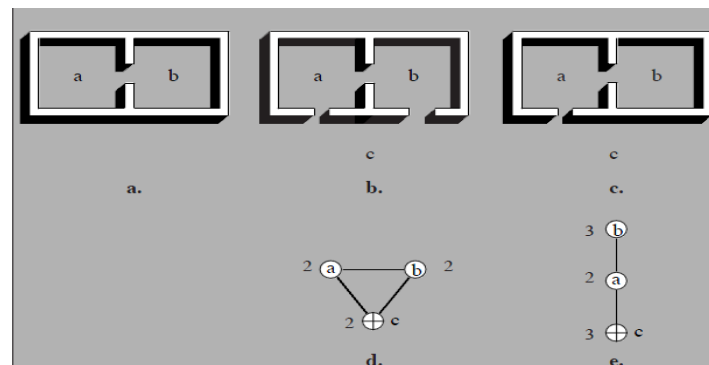 a b a b a b
c c
a. b. c.
3 b
2 a b 2 2 a
2 c 3 c
d. e.